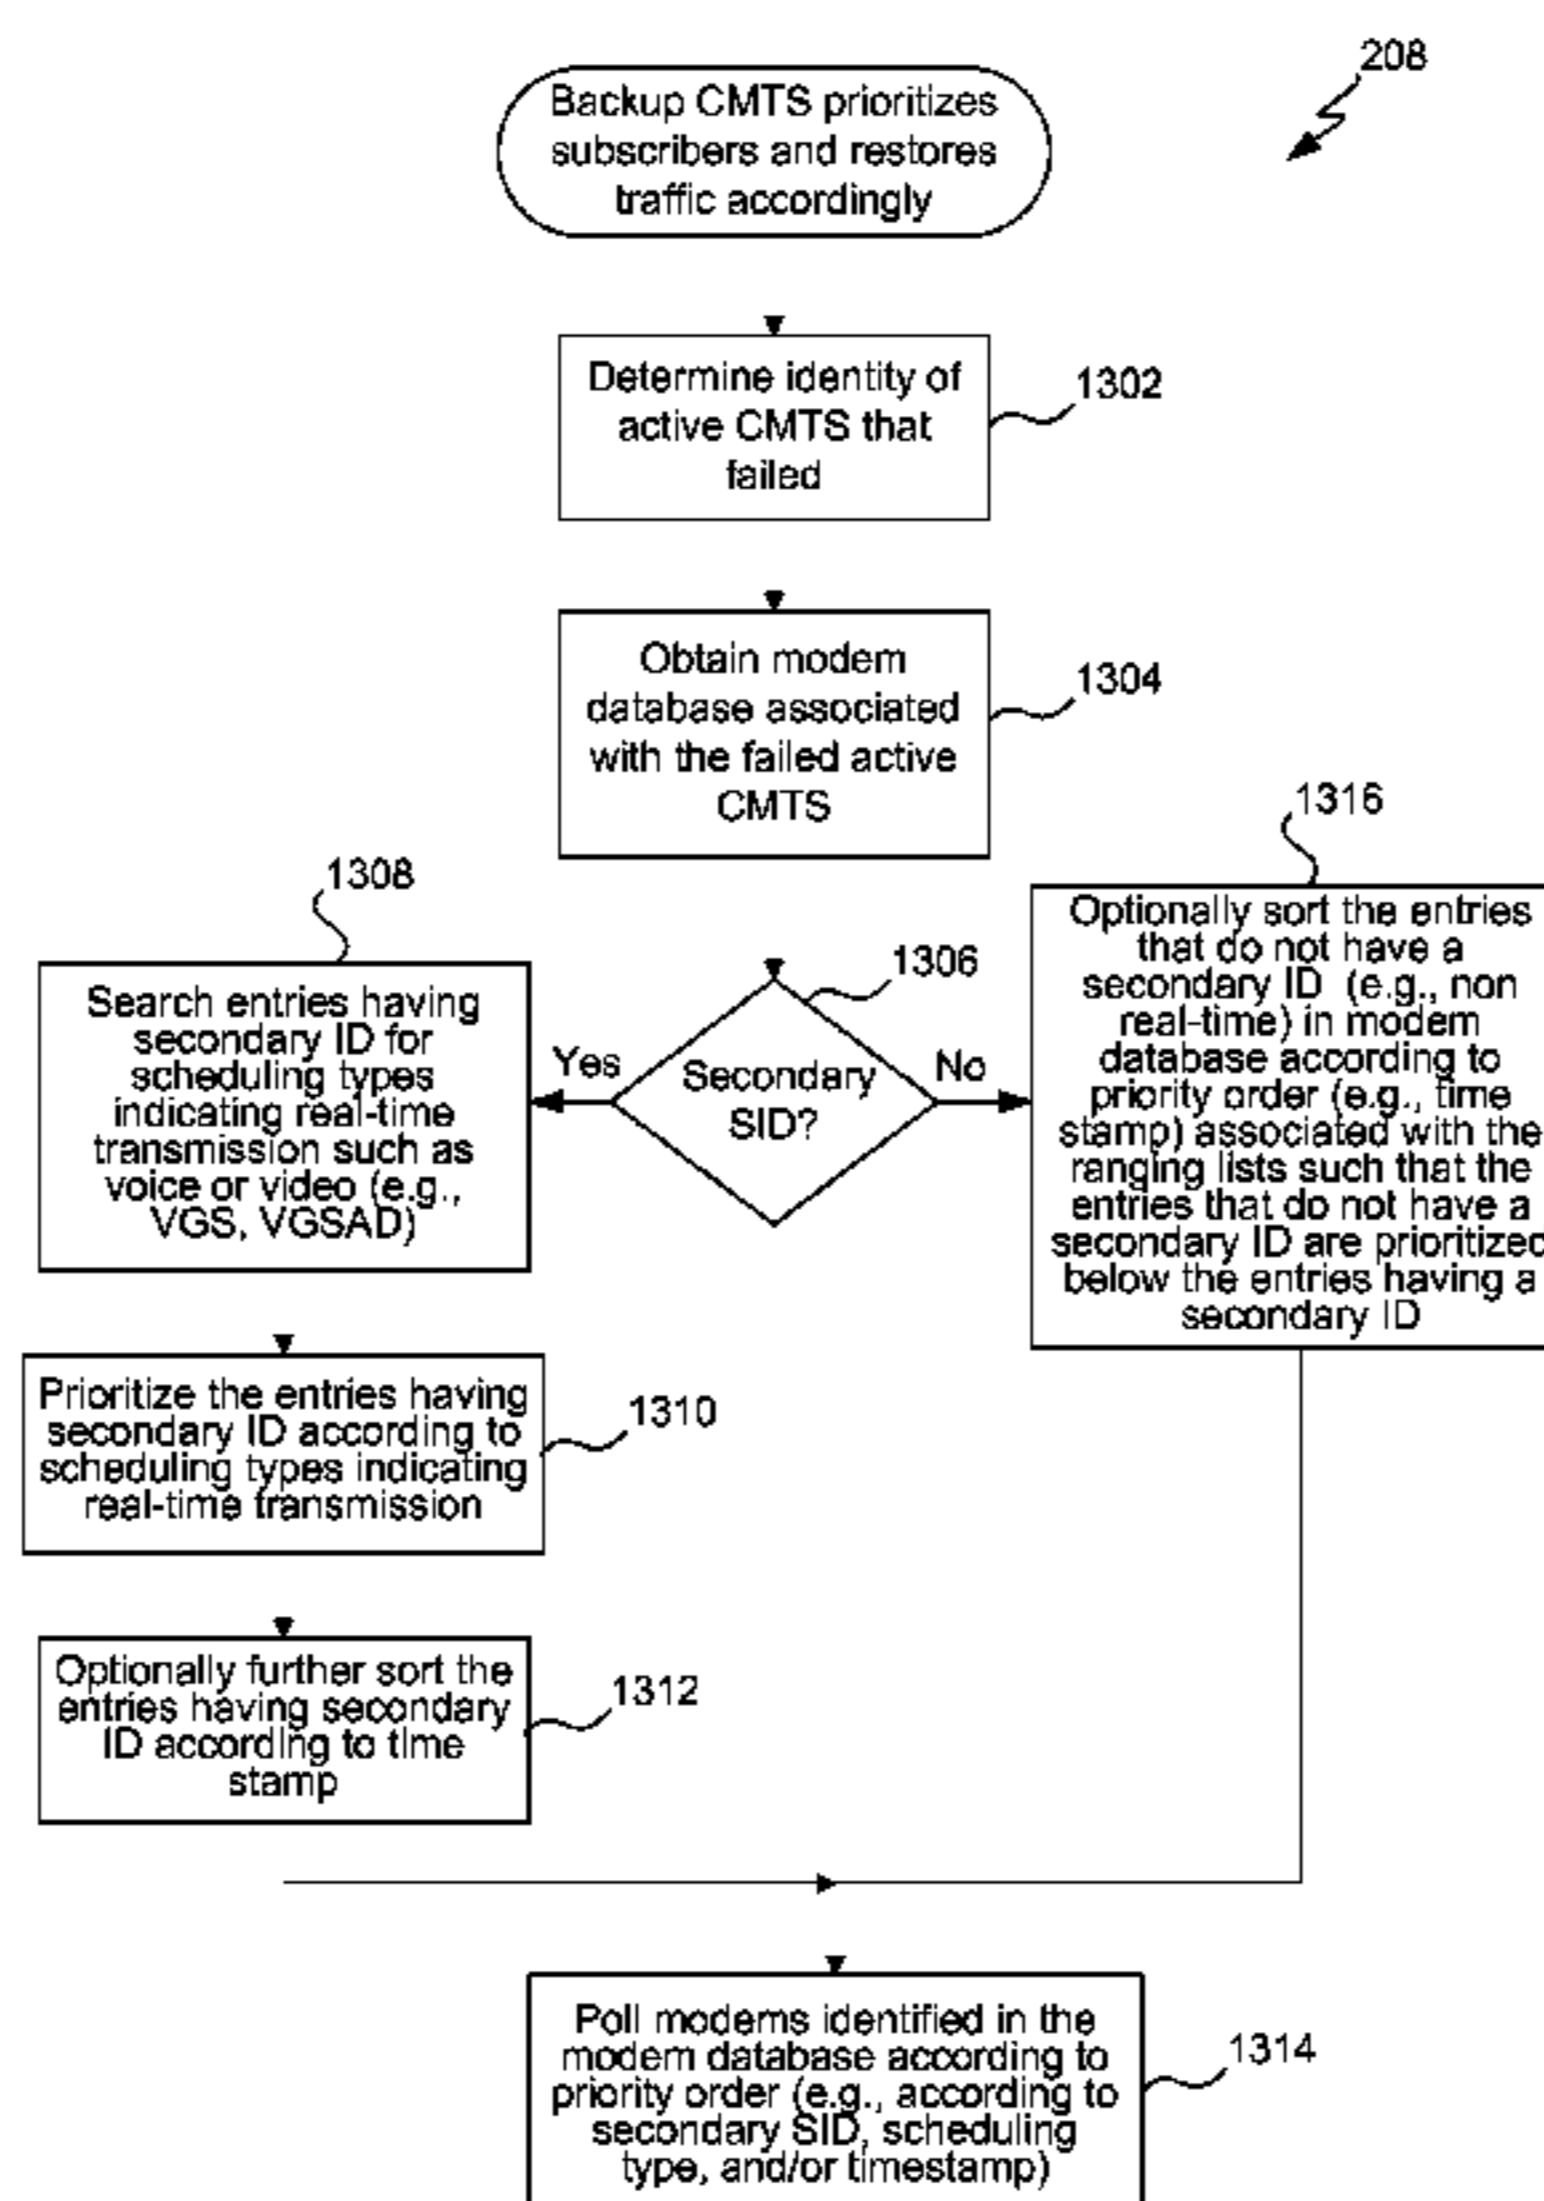 208
Backup CMTS prioritizes
subscribers and restores
traffic accordingly
Determine identity of
active CMTS that
failed
1302
Obtain modem
database associated
with the failed active
CMTS
1304
1316
1308
Optionally sort the entries
that do not have a
secondary ID (e.g., non
real-time) in modem
database according to
priority order (e.g., time
stamp) associated with the
ranging lists such that the
entries that do not have a
secondary ID are prioritized
below the entries having a
secondary ID
1306
Search entries having
secondary ID for
scheduling types
indicating real-time
transmission such as
voice or video (e.g.,
VGS, VGSAD)
Yes
Secondary
SID?
No
Prioritize the entries having
secondary ID according to
scheduling types indicating
real-time transmission
1310
Optionally further sort the
entries having secondary
ID according to time
stamp
1312
Poll modems identified in the
modem database according to
priority order (e.g., according to
secondary SID, scheduling
type, and/or timestamp)
1314